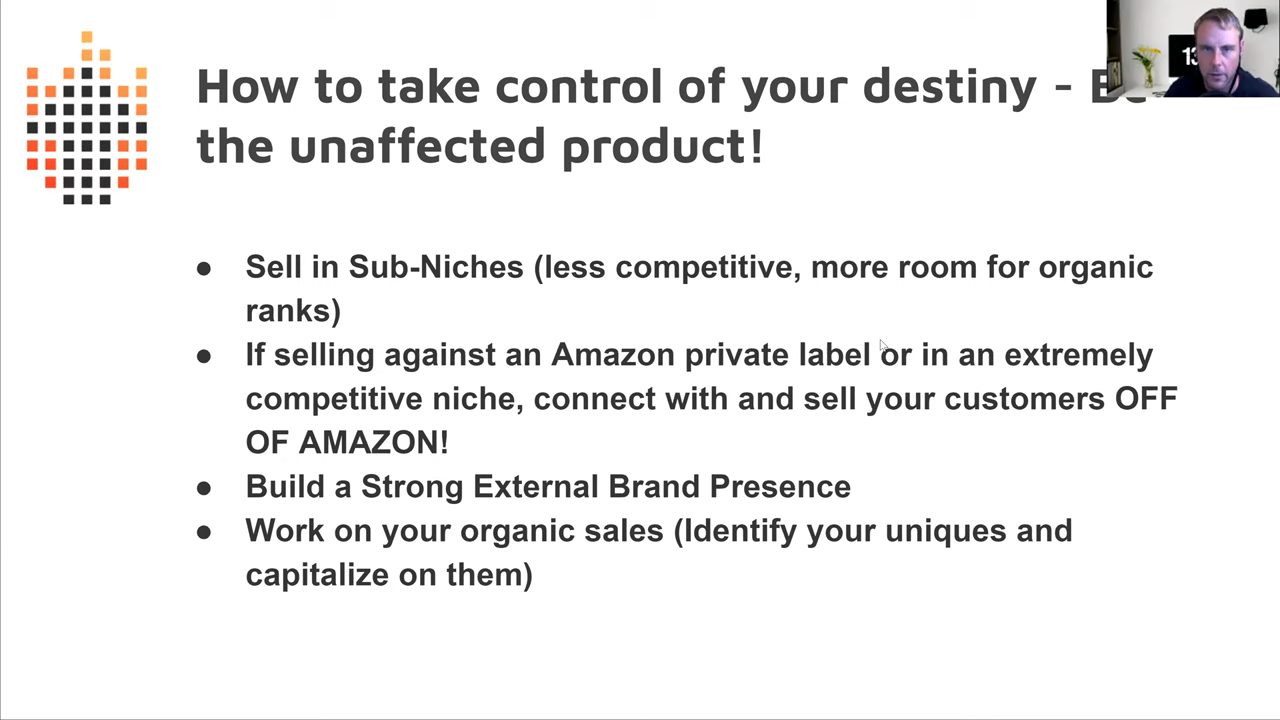 How to take control of your destiny -
the unaffected product!
● Sell in Sub-Niches (less competitive, more room for organic
ranks)
● If selling against an Amazon private label or in an extremely
competitive niche, connect with and sell your customers OFF
OF AMAZON!
● Build a Strong External Brand Presence
● Work on your organic sales (Identify your uniques and
capitalize on them)
13